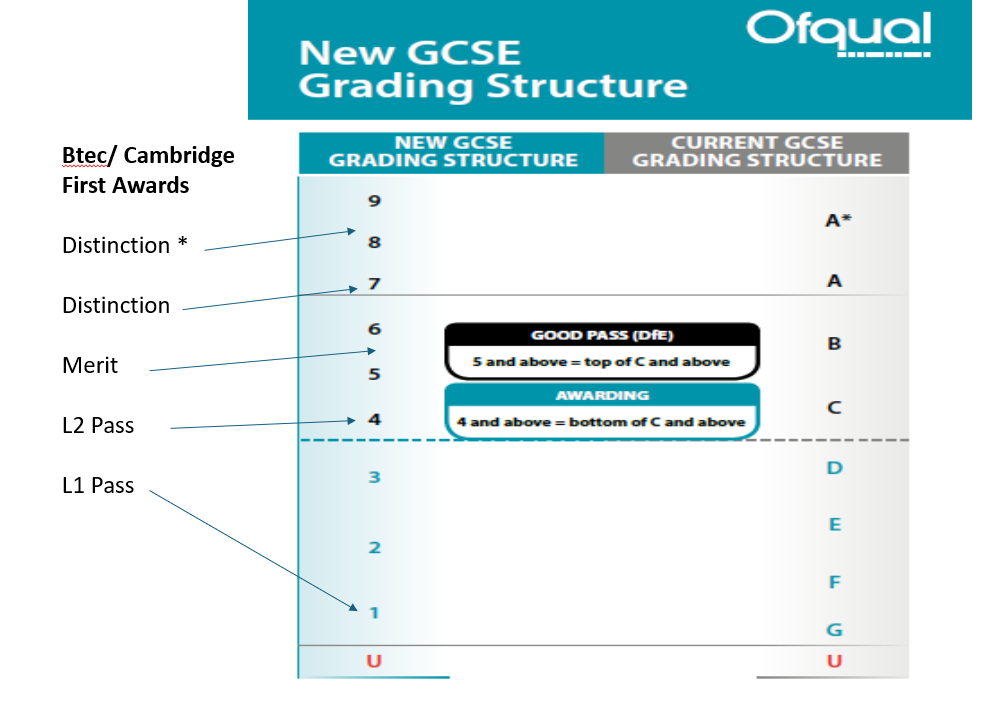 Ofqual
New GCSE
Grading Structure
Btec/ Cambridge
First Awards
Distinction *
Distinction
Merit
L2 Pass
L1 Pass
NEW GCSE
GRADING STRUCTURE
CURRENT GCSE
GRADING STRUCTURE
9
8
7
6
5
4
3
2
1
U
GOOD PASS (DfE)
5 and above = top of C and above
AWARDING
4 and above = bottom of C and above
A*
A
B
C
D
E
F
G
U